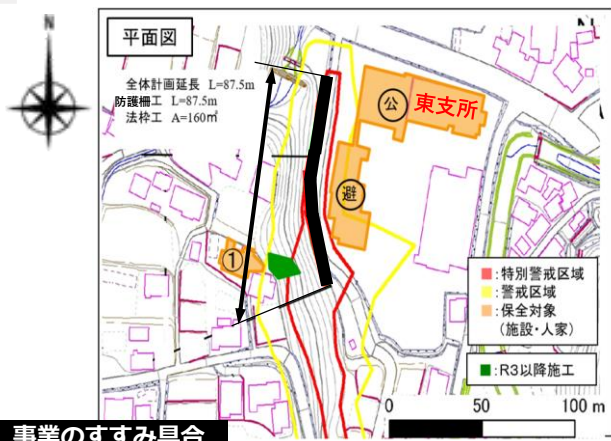 N
平面図
全体計画延長 L=87.5m
防護柵工 L=87.5m
法枠工 A=160㎡
公
東支所
避
①
:特別警戒区域
:警戒区域
:保全対象
(施設・人家)
:R3以降施工
0 50 100 m
事業のすすみ具合